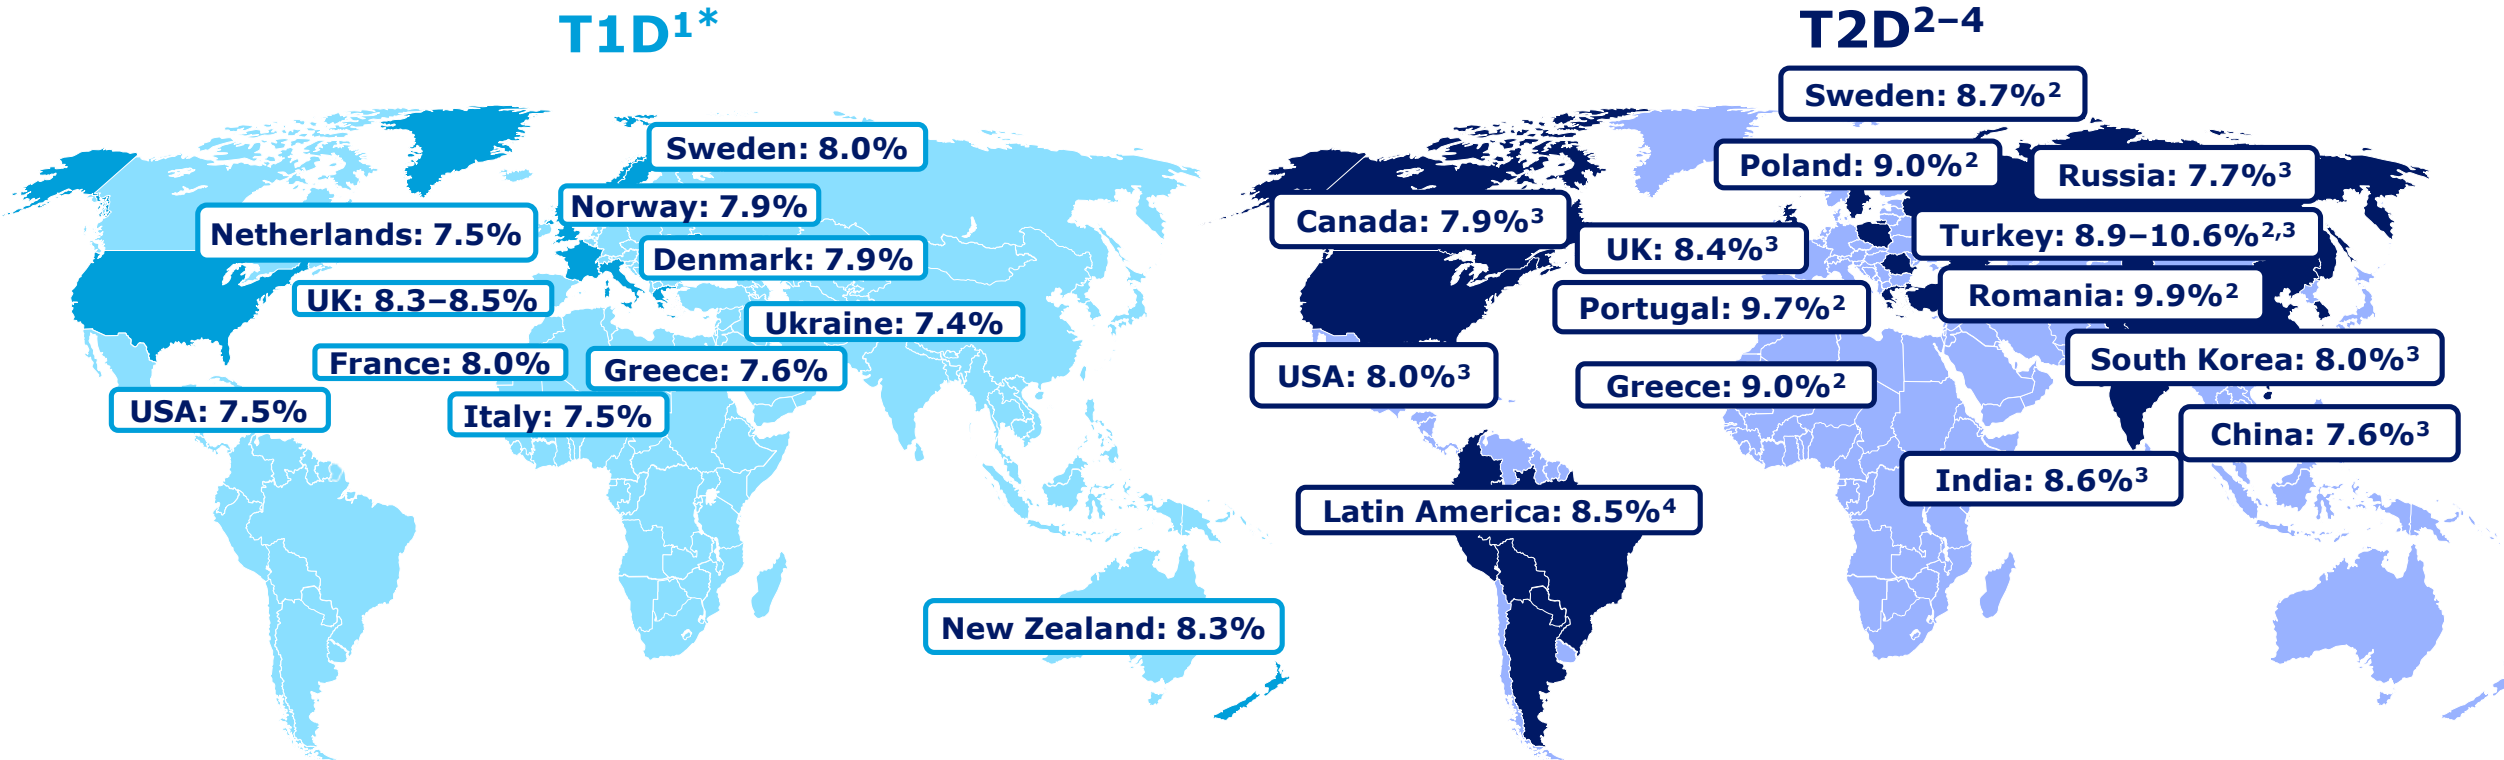 T1D¹*
Sweden: 8.0%
Norway: 7.9%
Netherlands: 7.5%
Denmark: 7.9%
UK: 8.3–8.5%
Ukraine: 7.4%
France: 8.0%
Greece: 7.6%
USA: 7.5%
Italy: 7.5%
New Zealand: 8.3%
T2D²⁻⁴
Sweden: 8.7%²
Poland: 9.0%²
Russia: 7.7%³
Canada: 7.9%³
UK: 8.4%³
Turkey: 8.9–10.6%²,³
Portugal: 9.7%²
Romania: 9.9%²
USA: 8.0%³
Greece: 9.0%²
South Korea: 8.0%³
China: 7.6%³
India: 8.6%³
Latin America: 8.5%⁴